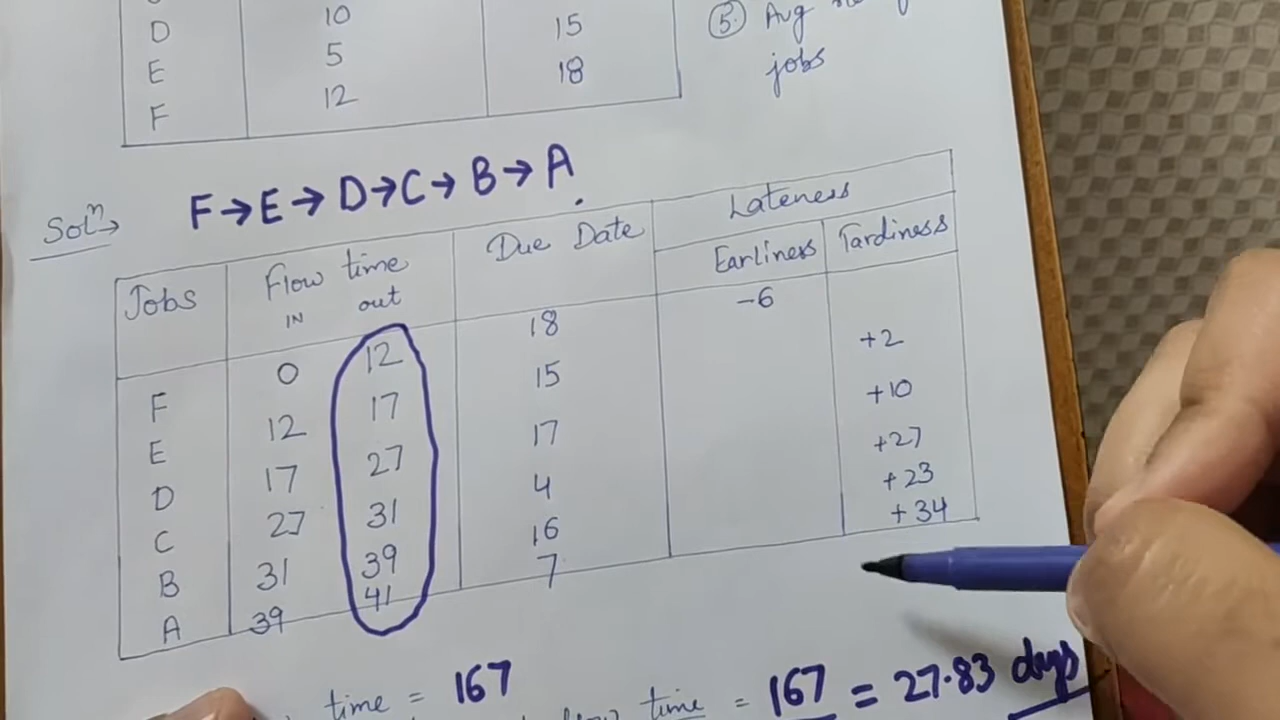 D 10 15
E 5 18
F 12
5. Avg
jobs
F→E→D→C→B→A
Solⁿ→
Jobs Flow time Due Date Lateness
IN out Earliness Tardiness
F 0 12 18 -6
E 12 17 15 +2
D 17 27 17 +10
C 27 31 4 +27
B 31 39 16 +23
A 39 41 7 +34
time = 167
flow time = 167 = 27.83 days